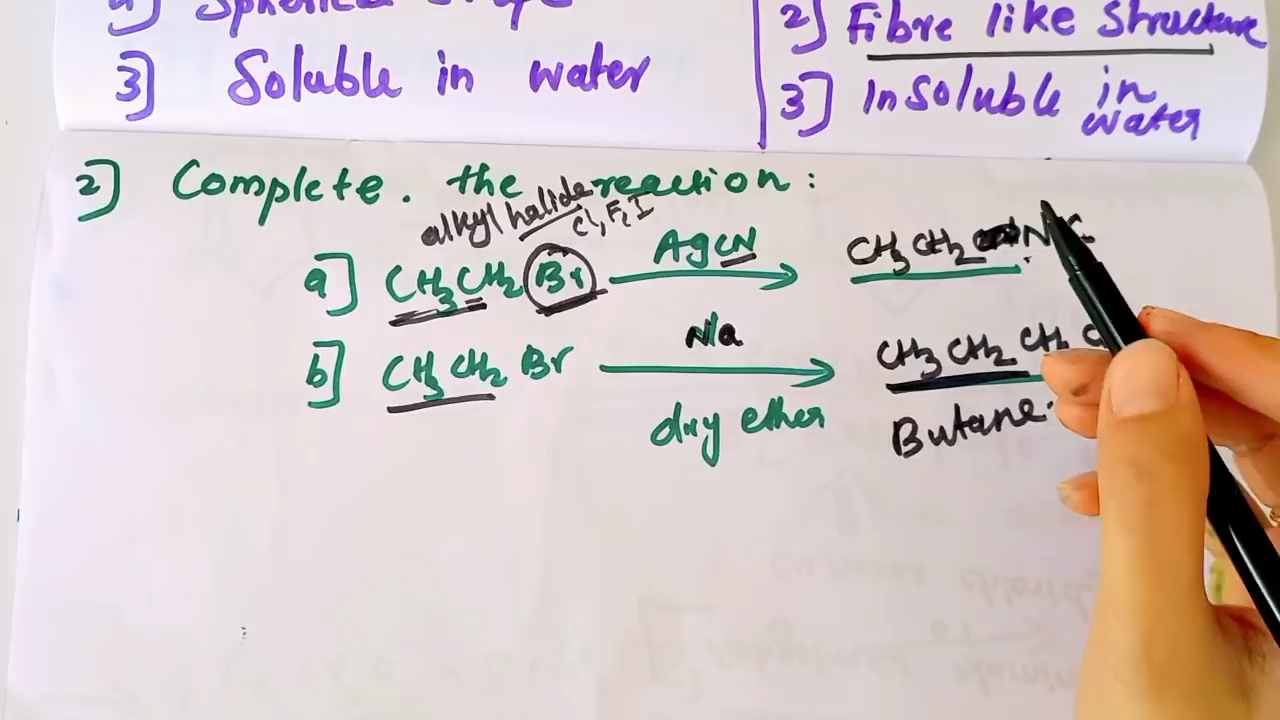 3] Soluble in water
2] Fibre like structure
3] Insoluble in water
2] Complete. the reaction:
alkyl halide
Cl, F, I
a] CH3CH2Br AgCN CH3CH2 N
b] CH3CH2Br Na CH3CH2CH2
dry ether Butane.